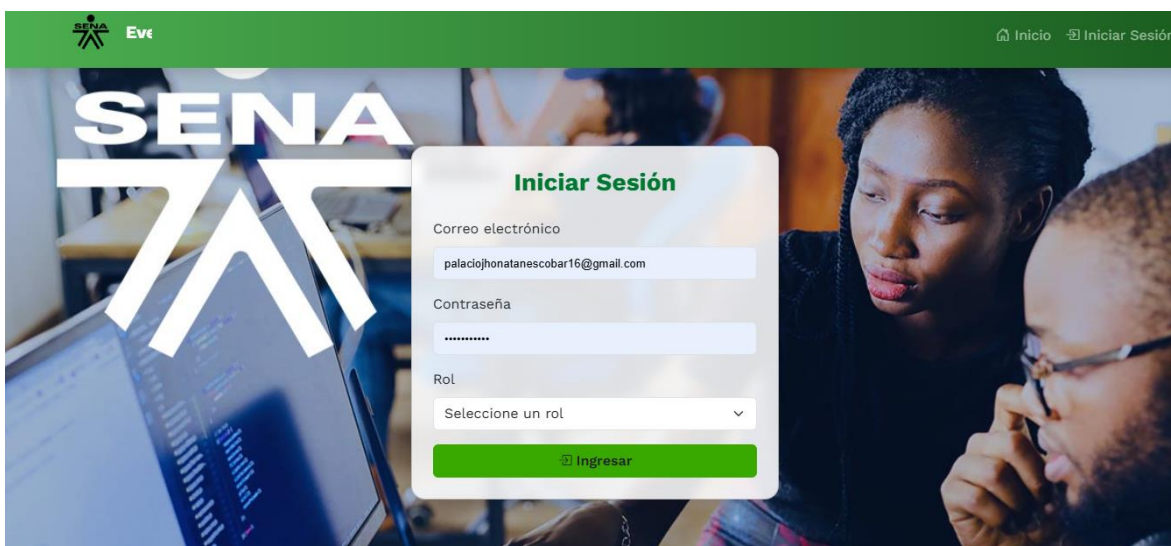 SENA
Eve
Inicio
Iniciar Sesión
SENA
Iniciar Sesión
Correo electrónico
palaciojhonatanescobar16@gmail.com
Contraseña
•••••••••••
Rol
Seleccione un rol
Ingresar